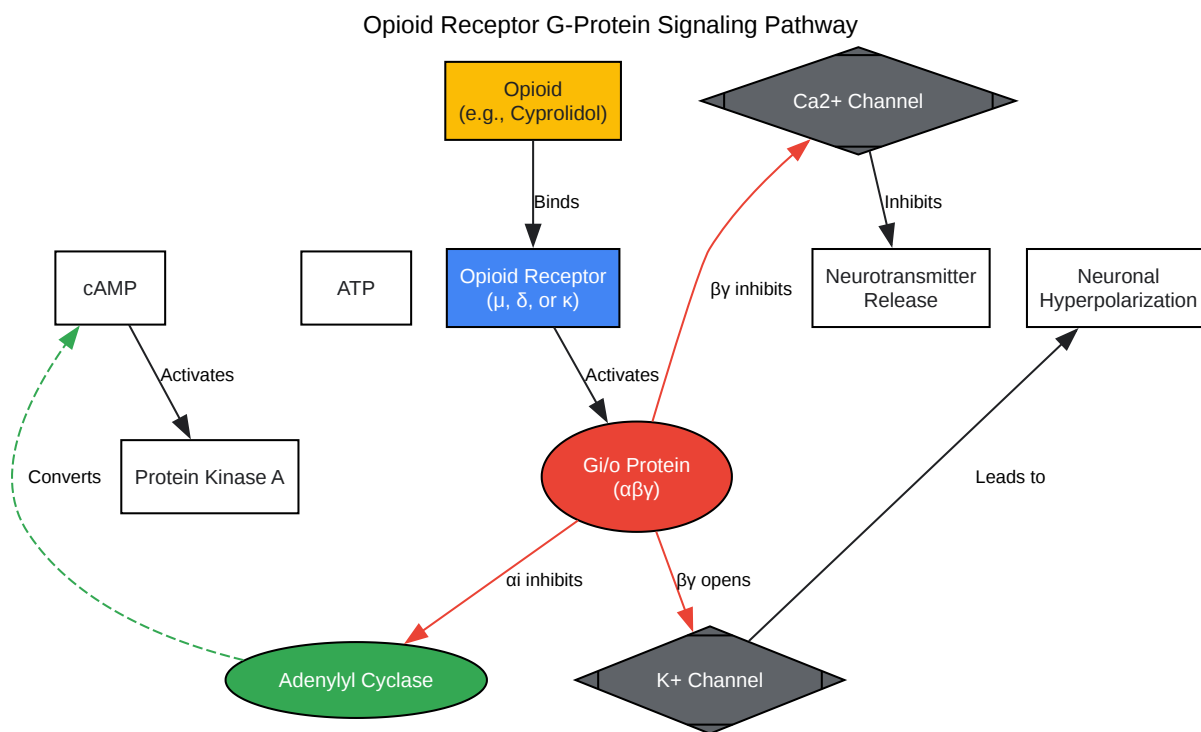 Opioid Receptor G-Protein Signaling Pathway
Opioid
(e.g., Cyprolidol)
Ca2+ Channel
Binds
Inhibits
cAMP
ATP
Opioid Receptor
(μ, δ, or κ)
βγ inhibits
Neurotransmitter
Release
Neuronal
Hyperpolarization
Activates
Activates
Converts
Protein Kinase A
Gi/o Protein
(αβγ)
Leads to
αi inhibits
βγ opens
Adenylyl Cyclase
K+ Channel